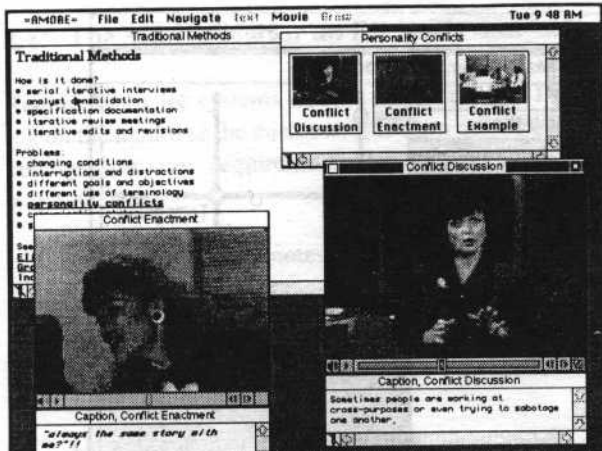 =AMORE= File Edit Navigate Text Movie Tue 9 48 AM
Traditional Methods
Traditional Methods
How is it done?
• serial iterative interviews
• analyst consolidation
• specification documentation
• iterative review meetings
• iterative edits and revisions
Problems:
• changing conditions
• interruptions and distractions
• different goals and objectives
• different use of terminology
• personality conflicts
Personality Conflicts
Conflict Discussion
Conflict Enactment
Conflict Example
Conflict Discussion
Caption, Conflict Discussion
Sometimes people are working at
cross-purposes or even trying to sabotage
one another,
Conflict Enactment
Caption, Conflict Enactment
"always the same story with
me?"!!